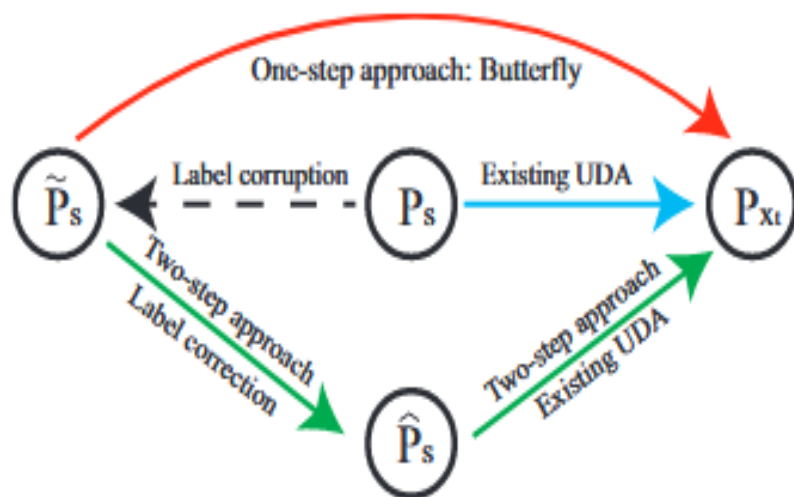 One-step approach: Butterfly
P̃s
Label corruption
Ps
Existing UDA
Pxt
Two-step approach
Label correction
Two-step approach
Existing UDA
P̂s